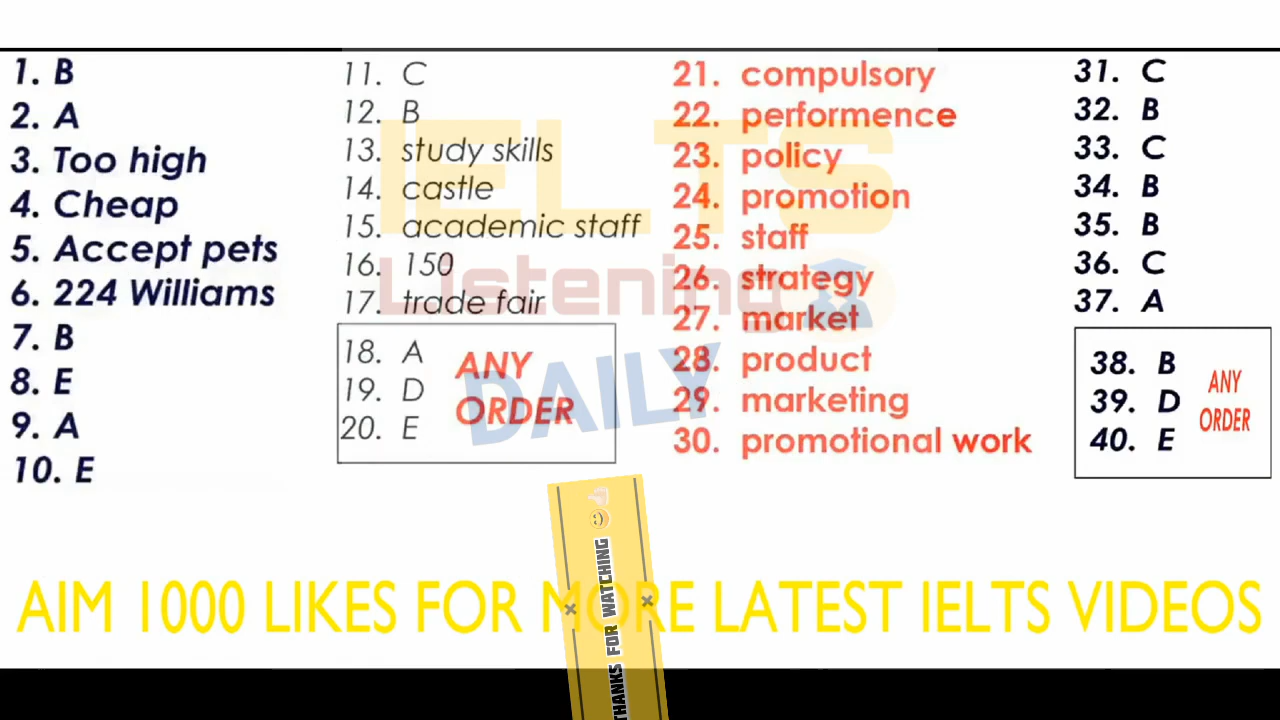 1. B
2. A
3. Too high
4. Cheap
5. Accept pets
6. 224 Williams
7. B
8. E
9. A
10. E
11. C
12. B
13. study skills
14. castle
15. academic staff
16. 150
17. trade fair
18. A
19. D
20. E
ANY
ORDER
21. compulsory
22. performence
23. policy
24. promotion
25. staff
26. strategy
27. market
28. product
29. marketing
30. promotional work
31. C
32. B
33. C
34. B
35. B
36. C
37. A
38. B
39. D
40. E
ANY
ORDER
IELTS
Listening
DAILY
THANKS FOR WATCHING
AIM 1000 LIKES FOR MORE LATEST IELTS VIDEOS